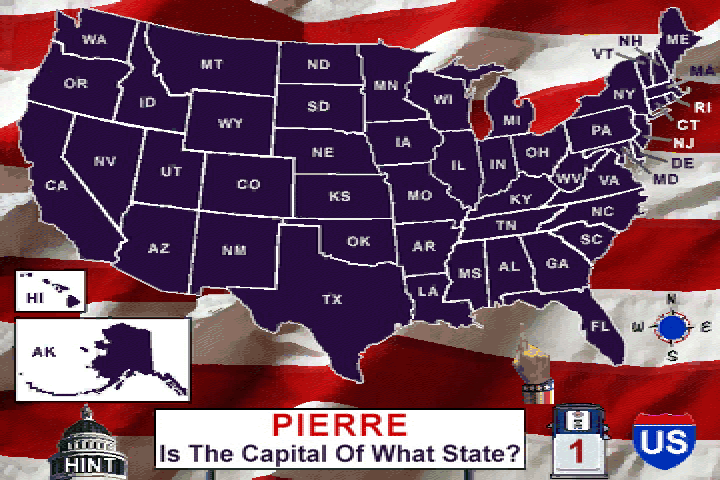 WA
MT
ND
MN
OR
ID
WY
SD
WI
MI
NH
VT
ME
MA
NY
RI
CT
NJ
PA
DE
MD
NV
UT
CO
NE
IA
IL
IN
OH
WV
VA
CA
KS
MO
KY
NC
AZ
NM
OK
AR
TN
SC
TX
LA
MS
AL
GA
FL
HI
AK
N
W
E
S
PIERRE
Is The Capital Of What State?
HINT
1
US